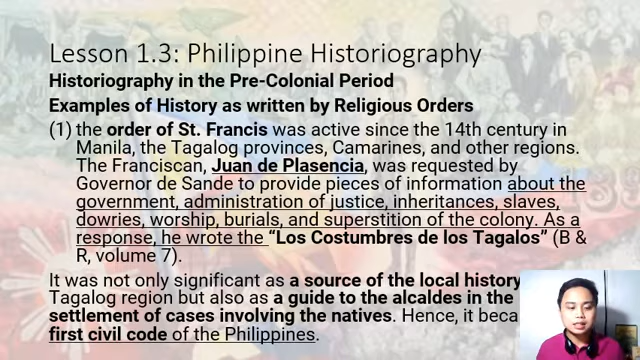 Lesson 1.3: Philippine Historiography
Historiography in the Pre-Colonial Period
Examples of History as written by Religious Orders
(1) the order of St. Francis was active since the 14th century in
Manila, the Tagalog provinces, Camarines, and other regions.
The Franciscan, Juan de Plasencia, was requested by
Governor de Sande to provide pieces of information about the
government, administration of justice, inheritances, slaves,
dowries, worship, burials, and superstition of the colony. As a
response, he wrote the “Los Costumbres de los Tagalos” (B &
R, volume 7).
It was not only significant as a source of the local history
Tagalog region but also as a guide to the alcaldes in the
settlement of cases involving the natives. Hence, it
first civil code of the Philippines.